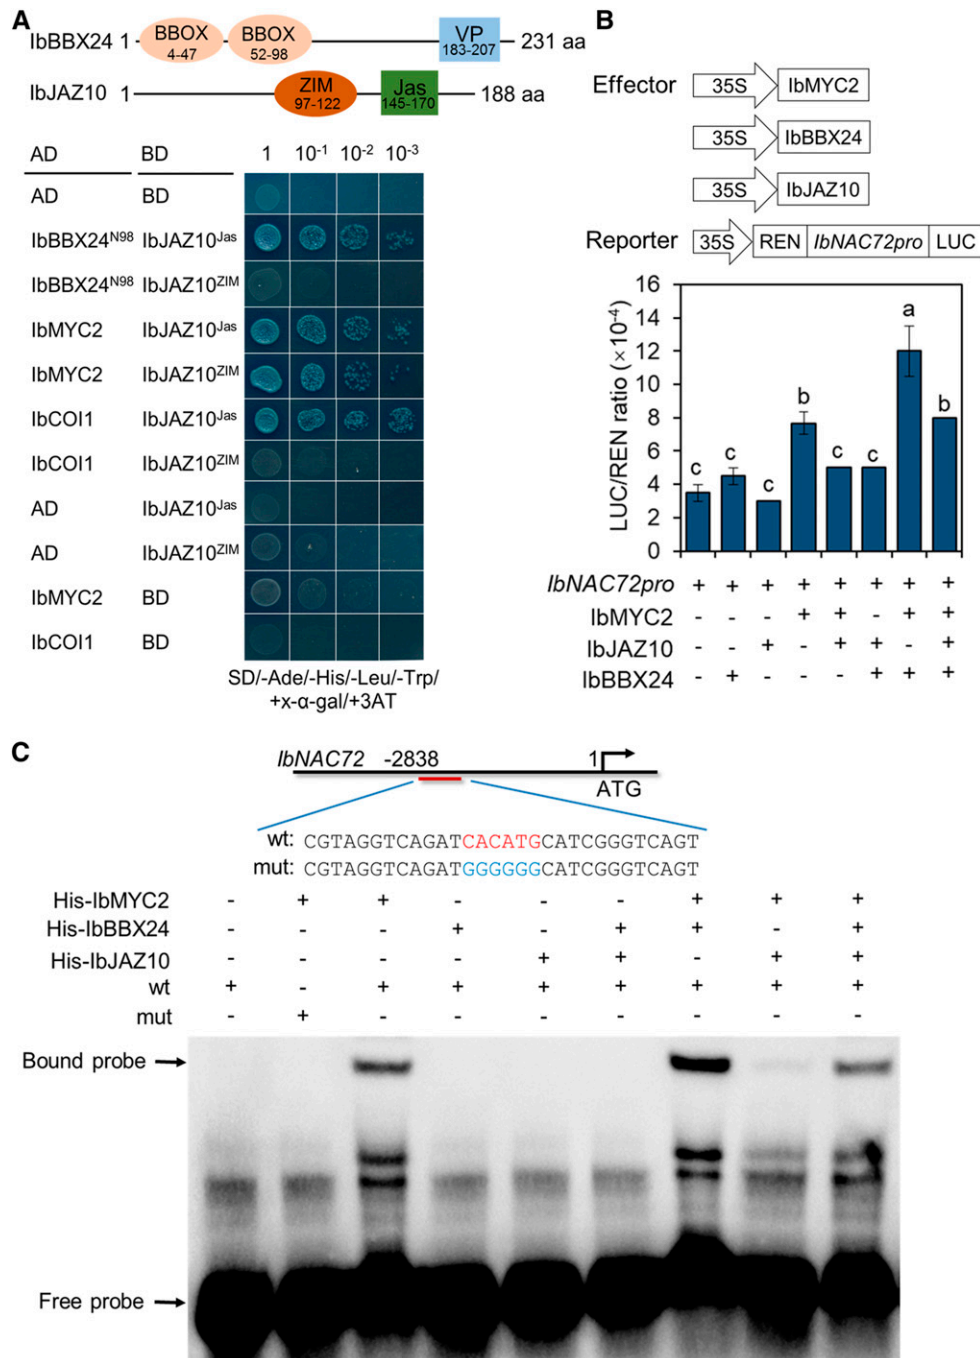 A
IbBBX24 1 BBOX 4-47 BBOX 52-98 VP 183-207 231 aa
IbJAZ10 1 ZIM 97-122 Jas 145-170 188 aa
AD BD 1 10-1 10-2 10-3
AD BD
IbBBX24N98 IbJAZ10Jas
IbBBX24N98 IbJAZ10ZIM
IbMYC2 IbJAZ10Jas
IbMYC2 IbJAZ10ZIM
IbCOI1 IbJAZ10Jas
IbCOI1 IbJAZ10ZIM
AD IbJAZ10Jas
AD IbJAZ10ZIM
IbMYC2 BD
IbCOI1 BD
SD/-Ade/-His/-Leu/-Trp/
+x-α-gal/+3AT
B
Effector 35S IbMYC2
35S IbBBX24
35S IbJAZ10
Reporter 35S REN IbNAC72pro LUC
LUC/REN ratio (×10-4)
16
14
12
10
8
6
4
2
0
c c c b c c a b
IbNAC72pro + + + + + + + +
IbMYC2 - - - + + - + +
IbJAZ10 - - + - + + - +
IbBBX24 - + - - - + + +
C
IbNAC72 -2838 1
ATG
wt: CGTAGGTCAGATCACATGCATCGGGTCAGT
mut: CGTAGGTCAGATGGGGGGCATCGGGTCAGT
His-IbMYC2 - + + - - - + + +
His-IbBBX24 - - - + - + + - +
His-IbJAZ10 - - - - + + - + +
wt + - + + + + + + +
mut - + - - - - - - -
Bound probe
Free probe